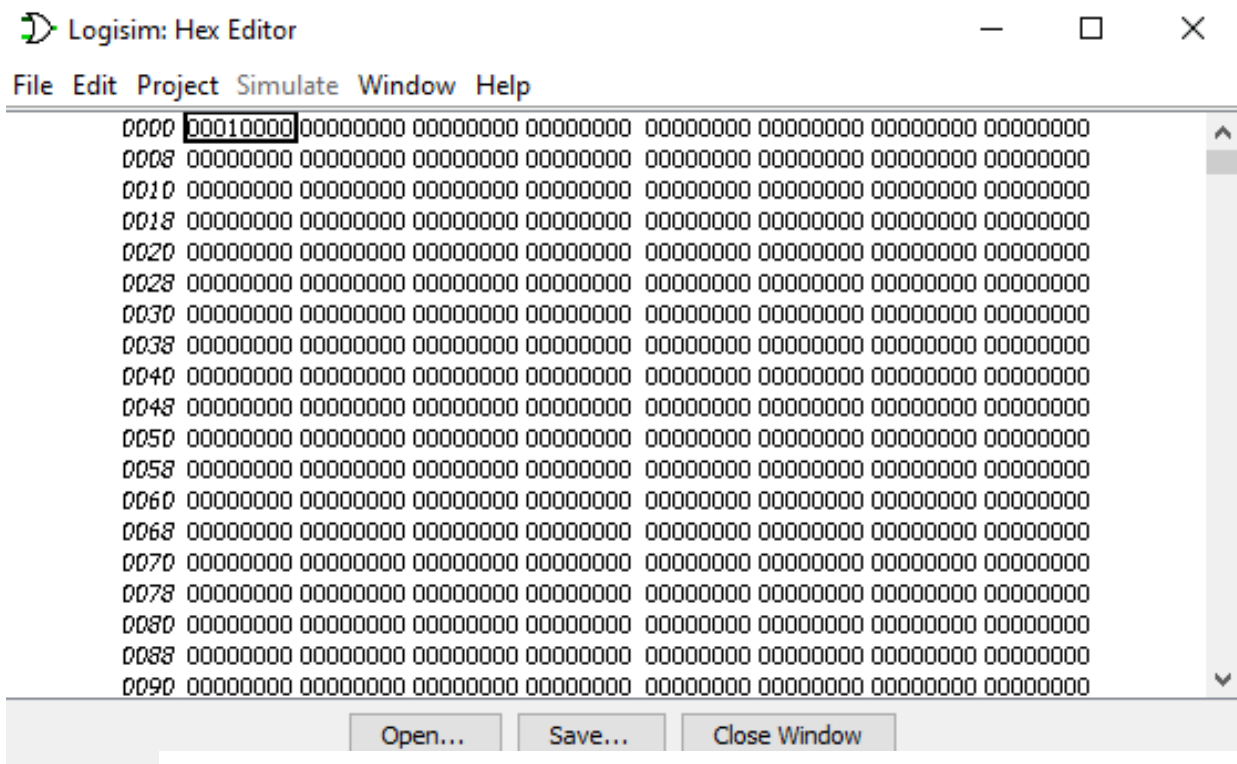 Logisim: Hex Editor
File Edit Project Simulate Window Help
0000 00010000 00000000 00000000 00000000 00000000 00000000 00000000 00000000
0008 00000000 00000000 00000000 00000000 00000000 00000000 00000000 00000000
0010 00000000 00000000 00000000 00000000 00000000 00000000 00000000 00000000
0018 00000000 00000000 00000000 00000000 00000000 00000000 00000000 00000000
0020 00000000 00000000 00000000 00000000 00000000 00000000 00000000 00000000
0028 00000000 00000000 00000000 00000000 00000000 00000000 00000000 00000000
0030 00000000 00000000 00000000 00000000 00000000 00000000 00000000 00000000
0038 00000000 00000000 00000000 00000000 00000000 00000000 00000000 00000000
0040 00000000 00000000 00000000 00000000 00000000 00000000 00000000 00000000
0048 00000000 00000000 00000000 00000000 00000000 00000000 00000000 00000000
0050 00000000 00000000 00000000 00000000 00000000 00000000 00000000 00000000
0058 00000000 00000000 00000000 00000000 00000000 00000000 00000000 00000000
0060 00000000 00000000 00000000 00000000 00000000 00000000 00000000 00000000
0068 00000000 00000000 00000000 00000000 00000000 00000000 00000000 00000000
0070 00000000 00000000 00000000 00000000 00000000 00000000 00000000 00000000
0078 00000000 00000000 00000000 00000000 00000000 00000000 00000000 00000000
0080 00000000 00000000 00000000 00000000 00000000 00000000 00000000 00000000
0088 00000000 00000000 00000000 00000000 00000000 00000000 00000000 00000000
0090 00000000 00000000 00000000 00000000 00000000 00000000 00000000 00000000
Open... Save... Close Window